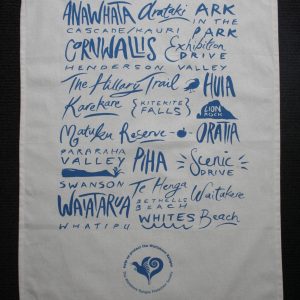 ANAWHATA Arataki ARK
IN THE
CASCADE/KAURI PARK
CORNWALLIS Exhibition
DRIVE
HENDERSON VALLEY
The Hillary Trail HUIA
Karekare {KITEKITE FALLS} LION ROCK
Matuku Reserve ORATIA
PARARAHA
VALLEY PIHA Scenic
DRIVE
SWANSON Te Henga
WAIATARUA BETHELLS BEACH Waitakere
WHATIPU WHITES Beach